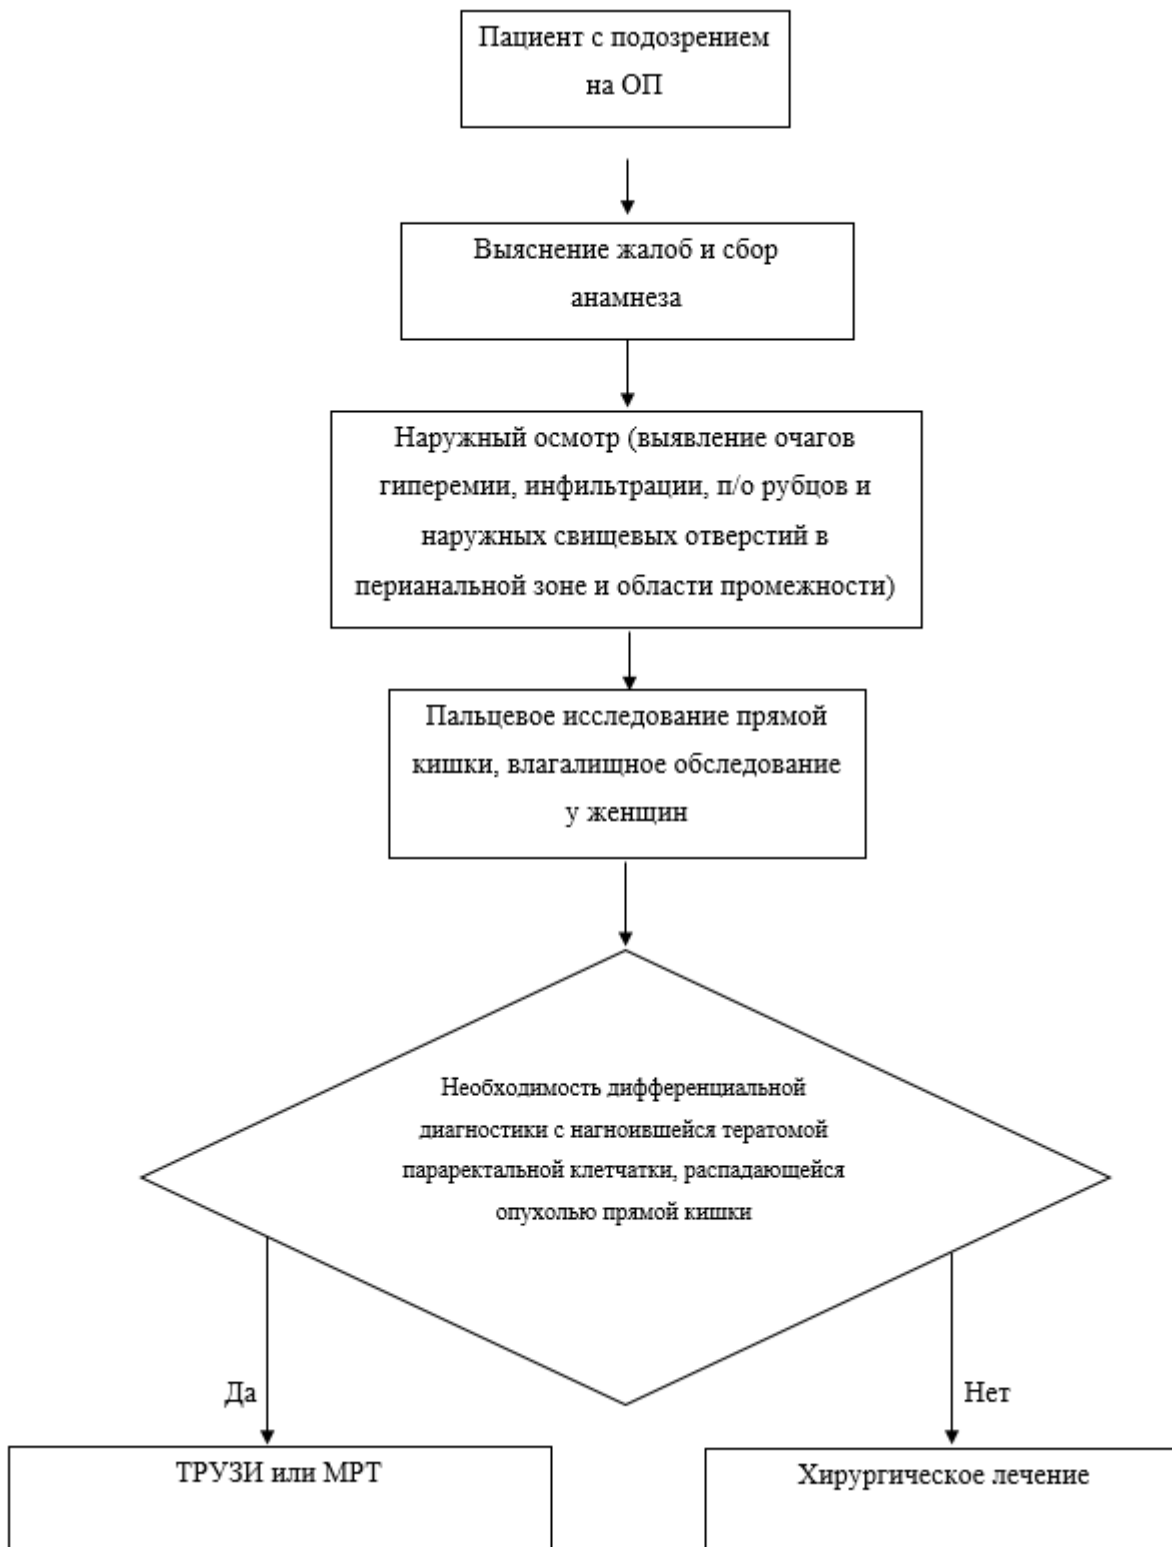 Пациент с подозрением
на ОП
Выяснение жалоб и сбор
анамнеза
Наружный осмотр (выявление очагов
гиперемии, инфильтрации, п/о рубцов и
наружных свищевых отверстий в
перианальной зоне и области промежности)
Пальцевое исследование прямой
кишки, влагалищное обследование
у женщин
Необходимость дифференциальной
диагностики с нагноившейся тератомой
параректальной клетчатки, распадающейся
опухолью прямой кишки
Да
Нет
ТРУЗИ или МРТ
Хирургическое лечение